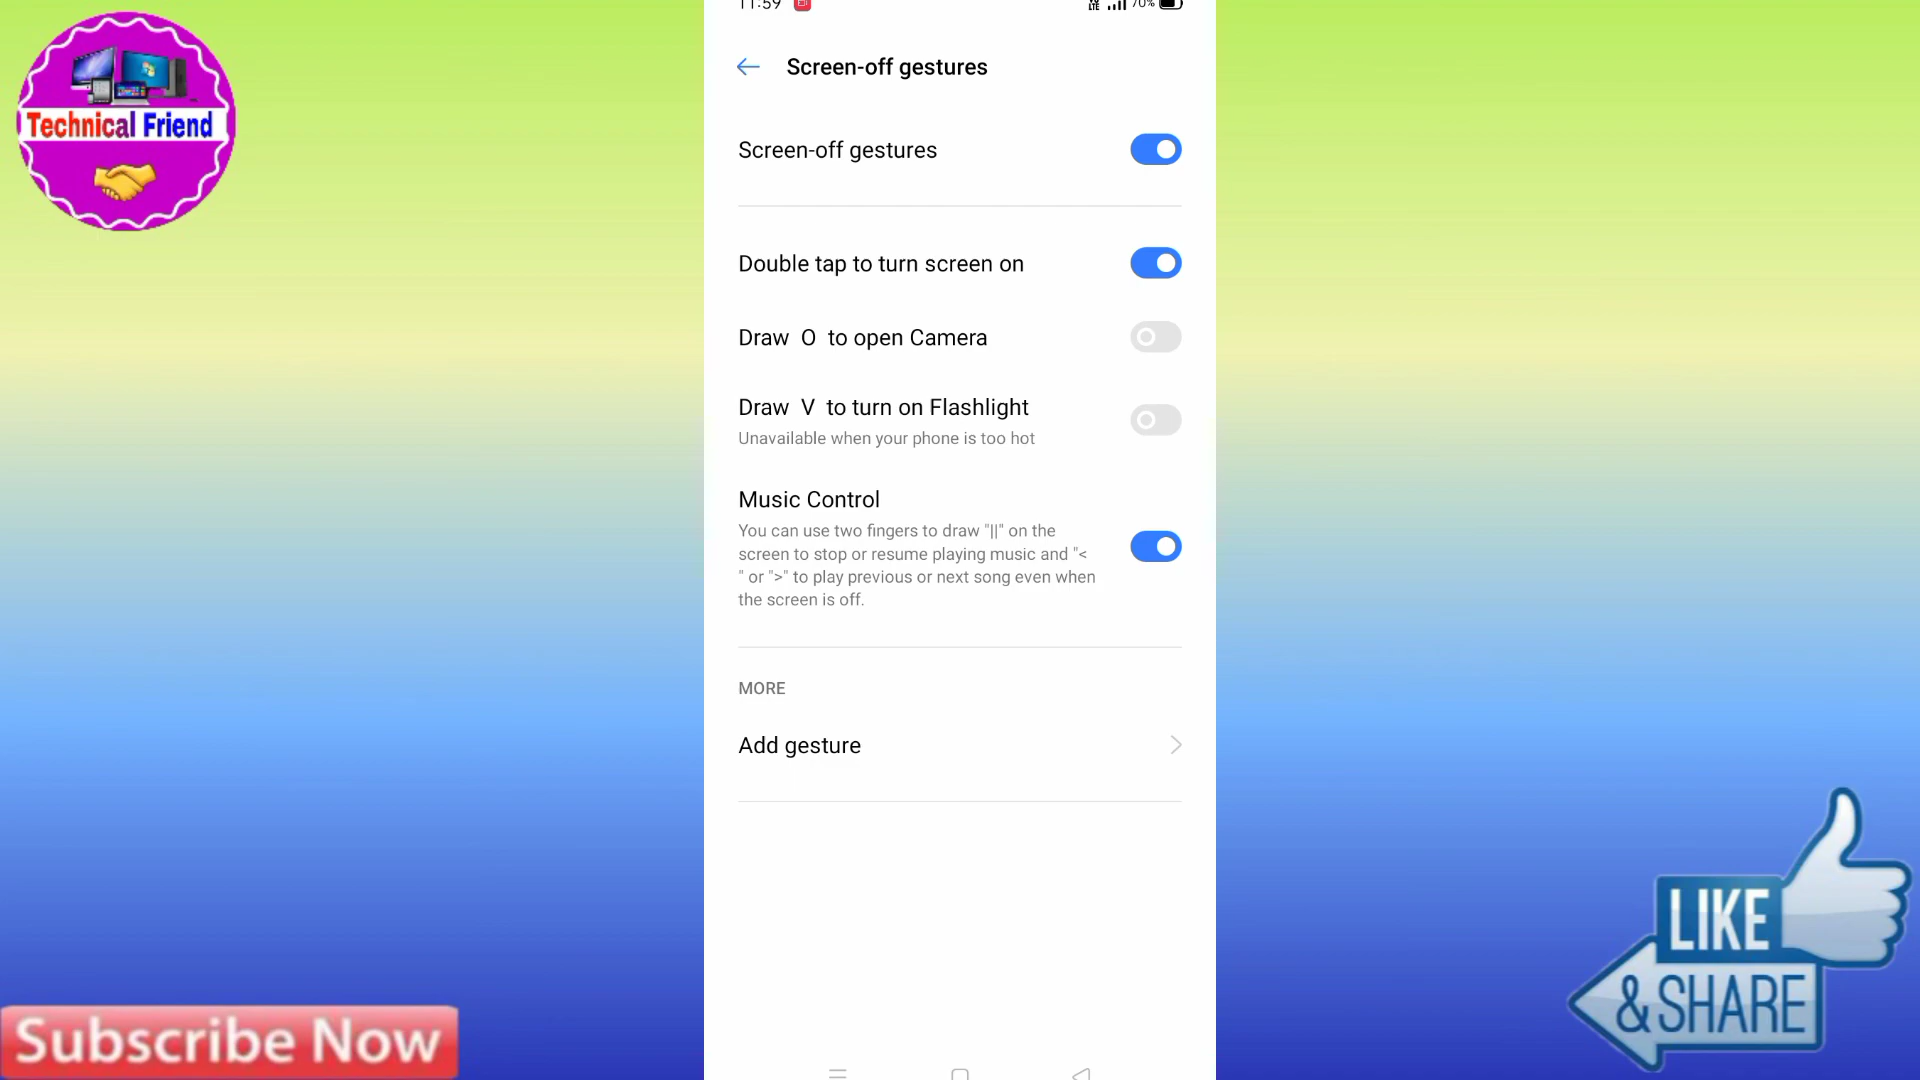 11:59
70%
Screen-off gestures
Technical Friend
Screen-off gestures
Double tap to turn screen on
Draw O to open Camera
Draw V to turn on Flashlight
Unavailable when your phone is too hot
Music Control
You can use two fingers to draw "||" on the
screen to stop or resume playing music and "<
" or ">" to play previous or next song even when
the screen is off.
MORE
Add gesture
LIKE
& SHARE
Subscribe Now